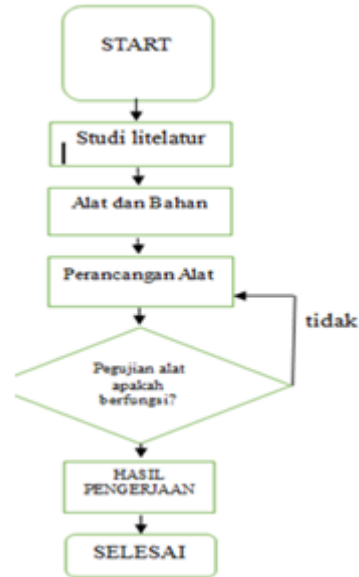 START
Studi litelatur
Alat dan Bahan
Perancangan Alat
tidak
Pegujian alat
apakah
berfungsi?
HASIL
PENGERJAAN
SELESAI